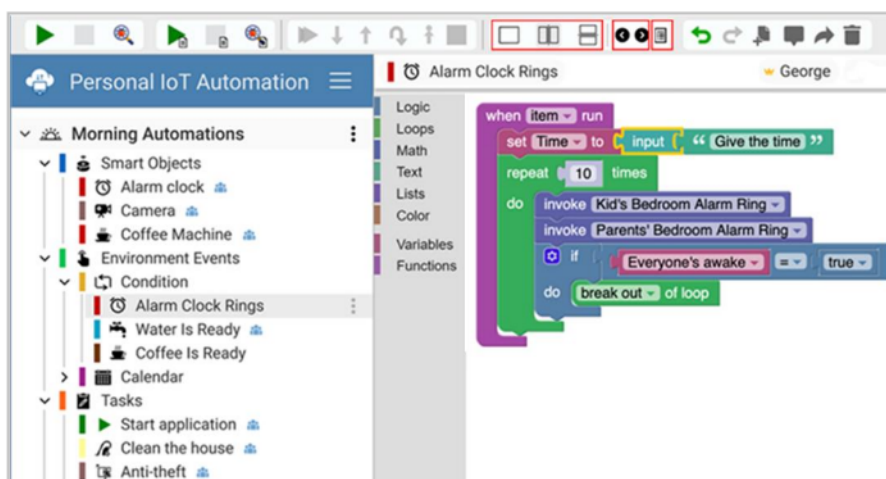 Personal IoT Automation
Alarm Clock Rings
George
Morning Automations
Smart Objects
Alarm clock
Camera
Coffee Machine
Environment Events
Condition
Alarm Clock Rings
Water Is Ready
Coffee Is Ready
Calendar
Tasks
Start application
Clean the house
Anti-theft
Logic
Loops
Math
Text
Lists
Color
Variables
Functions
when item run
set Time to input “ Give the time ”
repeat 10 times
do invoke Kid's Bedroom Alarm Ring
invoke Parents' Bedroom Alarm Ring
if Everyone's awake = true
do break out of loop